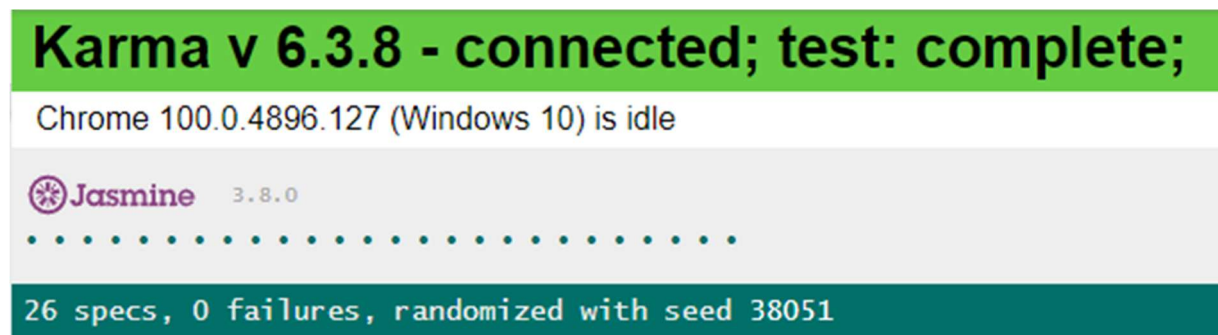 Karma v 6.3.8 - connected; test: complete;
Chrome 100.0.4896.127 (Windows 10) is idle
Jasmine 3.8.0
26 specs, 0 failures, randomized with seed 38051